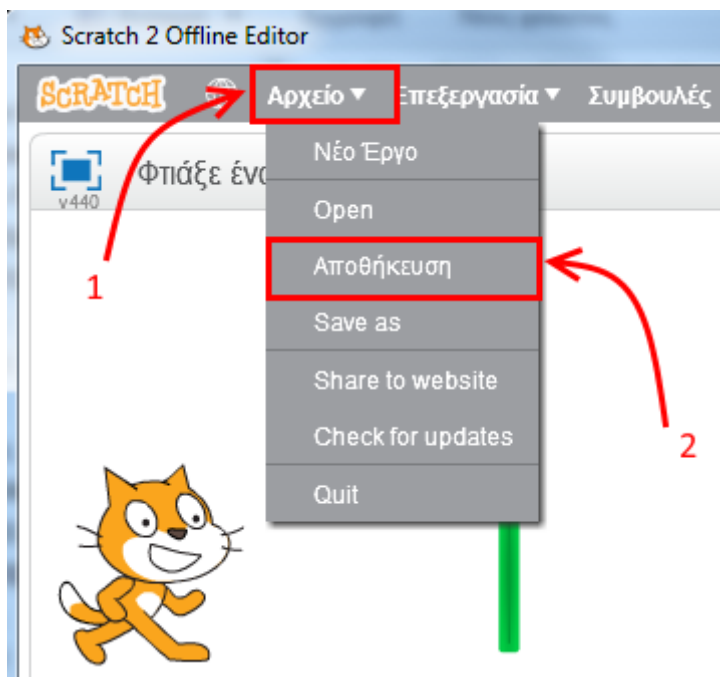 Scratch 2 Offline Editor
SCRATCH Αρχείο Επεξεργασία Συμβουλές
v440
Φτιάξε ένα
Νέο Έργο
Open
Αποθήκευση
Save as
Share to website
Check for updates
Quit
1
2